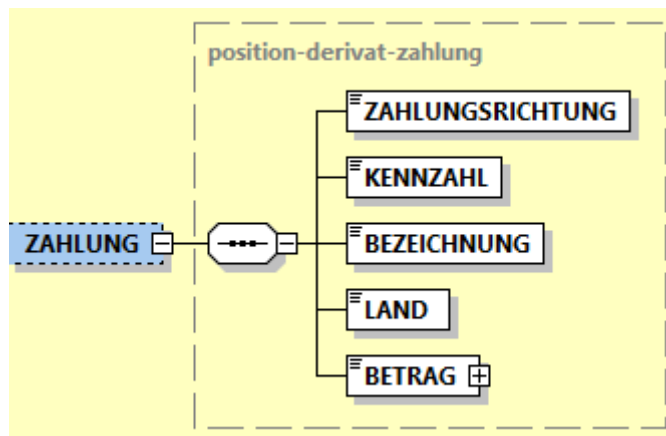 position-derivat-zahlung
ZAHLUNGSRICHTUNG
KENNZAHL
ZAHLUNG
BEZEICHNUNG
LAND
BETRAG